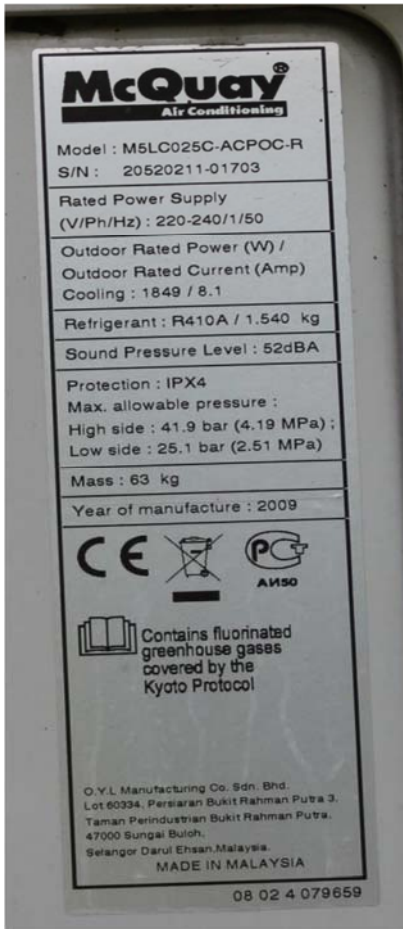 McQuay®
Air Conditioning
Model : M5LC025C-ACPOC-R
S/N : 20520211-01703
Rated Power Supply
(V/Ph/Hz) : 220-240/1/50
Outdoor Rated Power (W) /
Outdoor Rated Current (Amp)
Cooling : 1849 / 8.1
Refrigerant : R410A / 1.540 kg
Sound Pressure Level : 52dBA
Protection : IPX4
Max. allowable pressure :
High side : 41.9 bar (4.19 MPa) ;
Low side : 25.1 bar (2.51 MPa)
Mass : 63 kg
Year of manufacture : 2009
CE PCT
АИ50
Contains fluorinated
greenhouse gases
covered by the
Kyoto Protocol
O.Y.L Manufacturing Co. Sdn. Bhd.
Lot 60334, Persiaran Bukit Rahman Putra 3,
Taman Perindustrian Bukit Rahman Putra,
47000 Sungai Buloh,
Selangor Darul Ehsan,Malaysia.
MADE IN MALAYSIA
08 02 4 079659